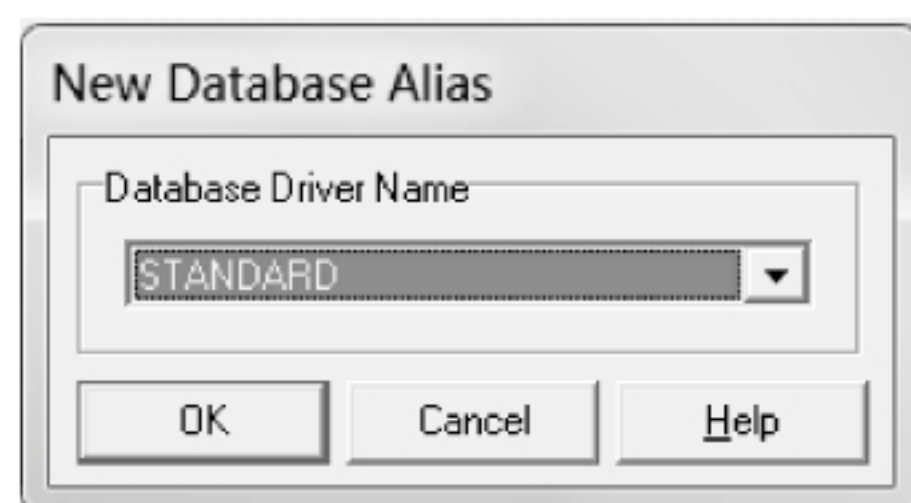 New Database Alias
Database Driver Name
STANDARD
OK Cancel Help